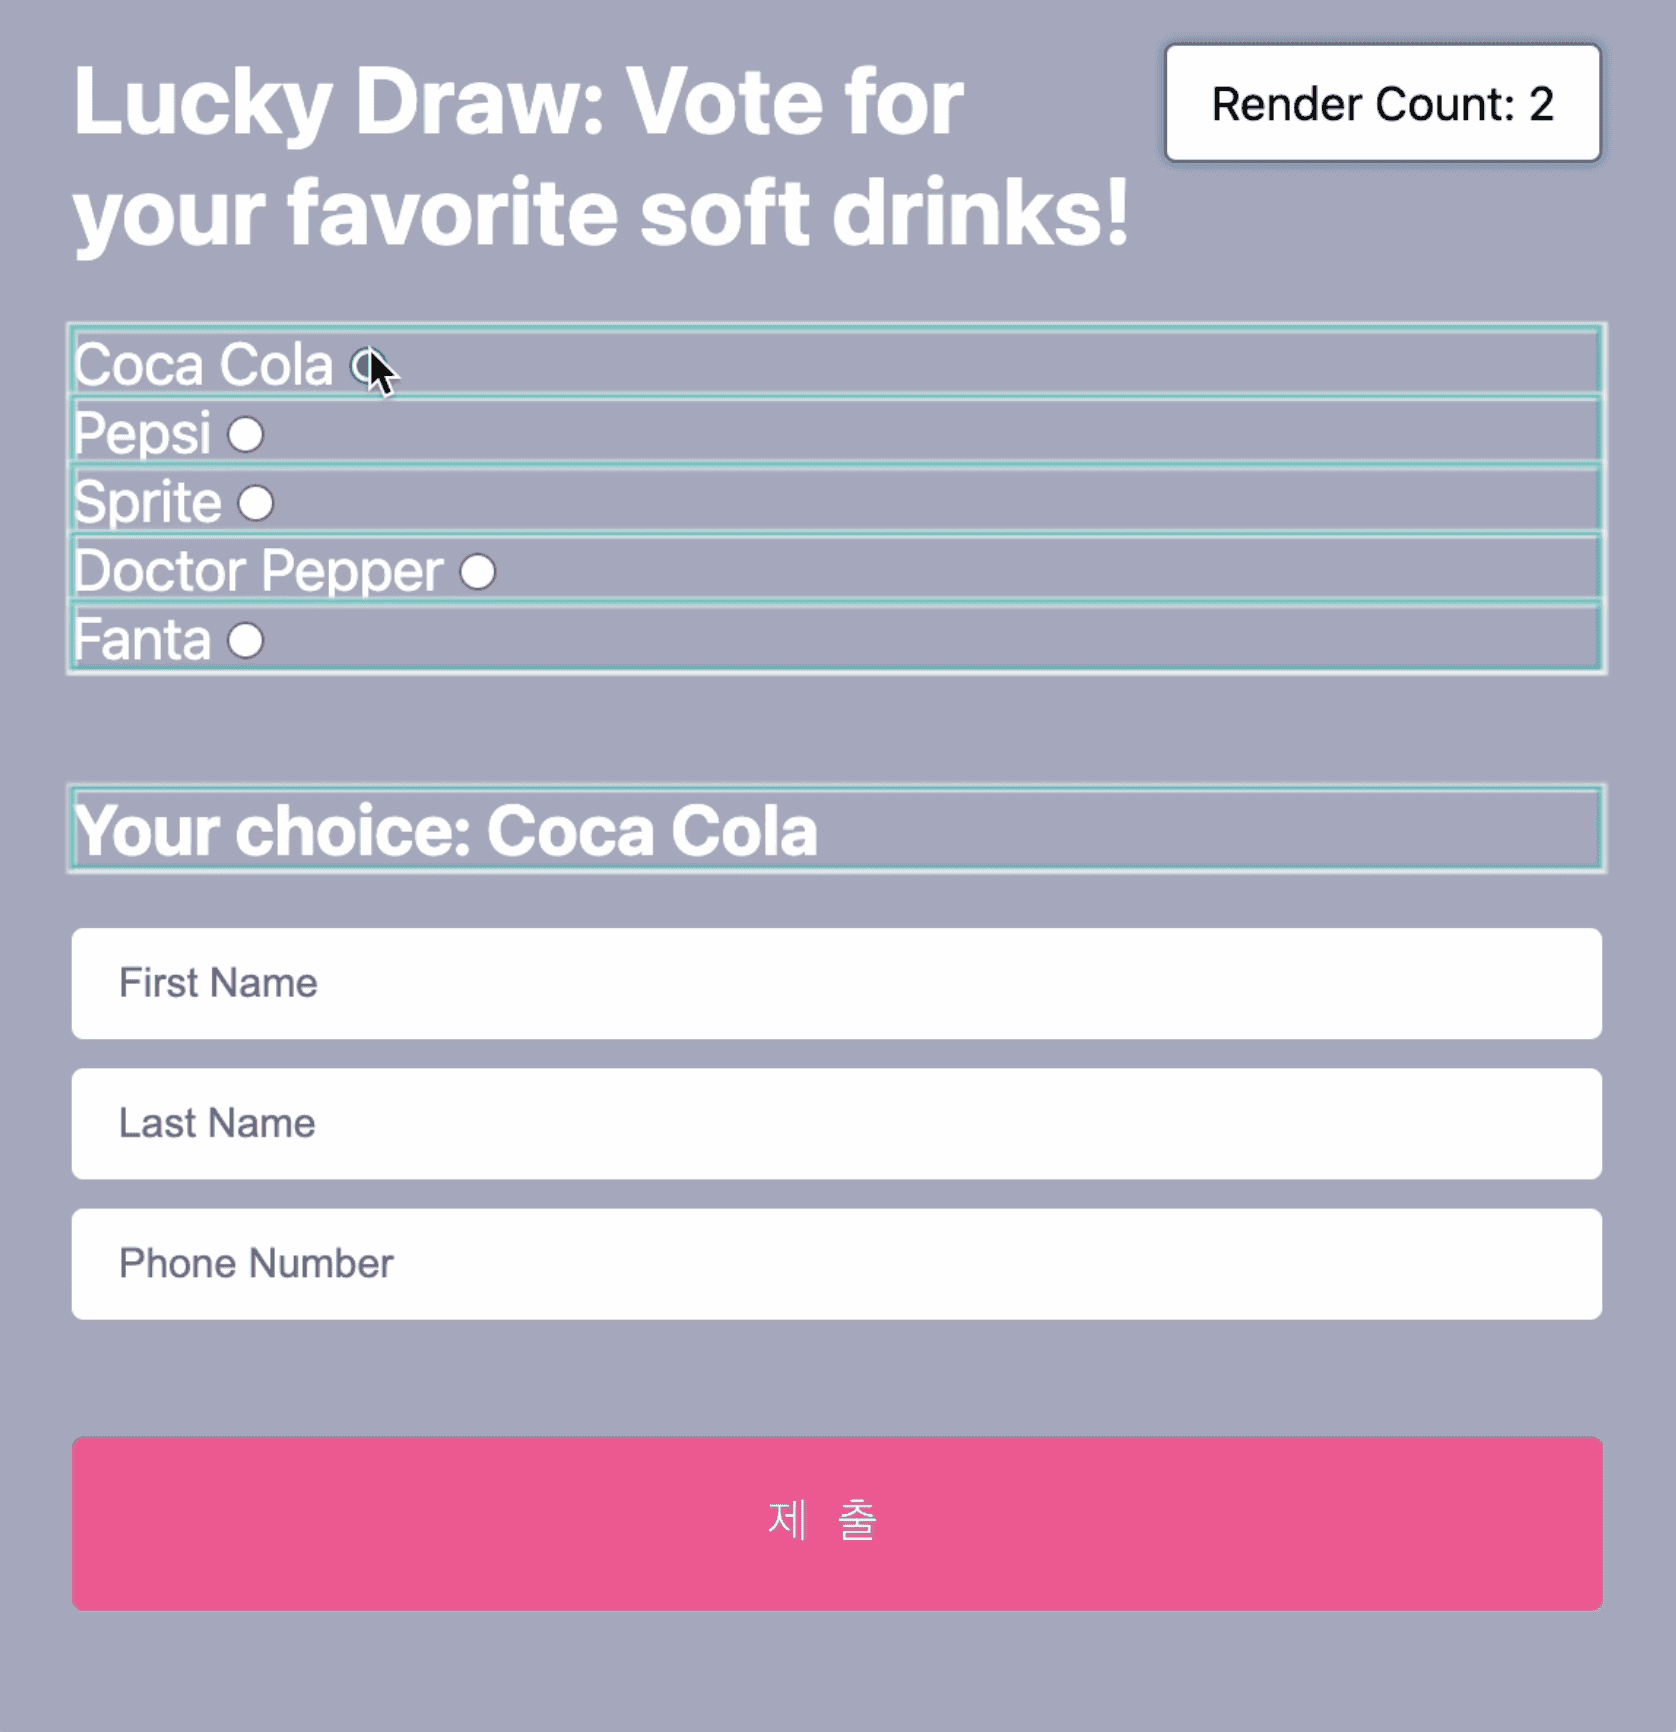 Lucky Draw: Vote for
your favorite soft drinks!
Render Count: 2
Coca Cola
Pepsi
Sprite
Doctor Pepper
Fanta
Your choice: Coca Cola
First Name
Last Name
Phone Number
제 출